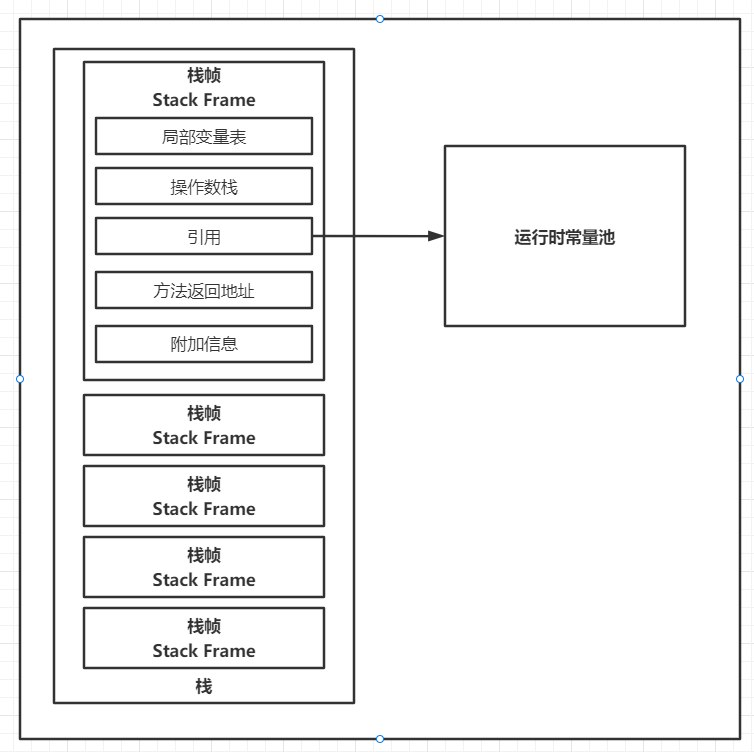 栈帧
Stack Frame
局部变量表
操作数栈
引用
方法返回地址
附加信息
运行时常量池
栈帧
Stack Frame
栈帧
Stack Frame
栈帧
Stack Frame
栈帧
Stack Frame
栈